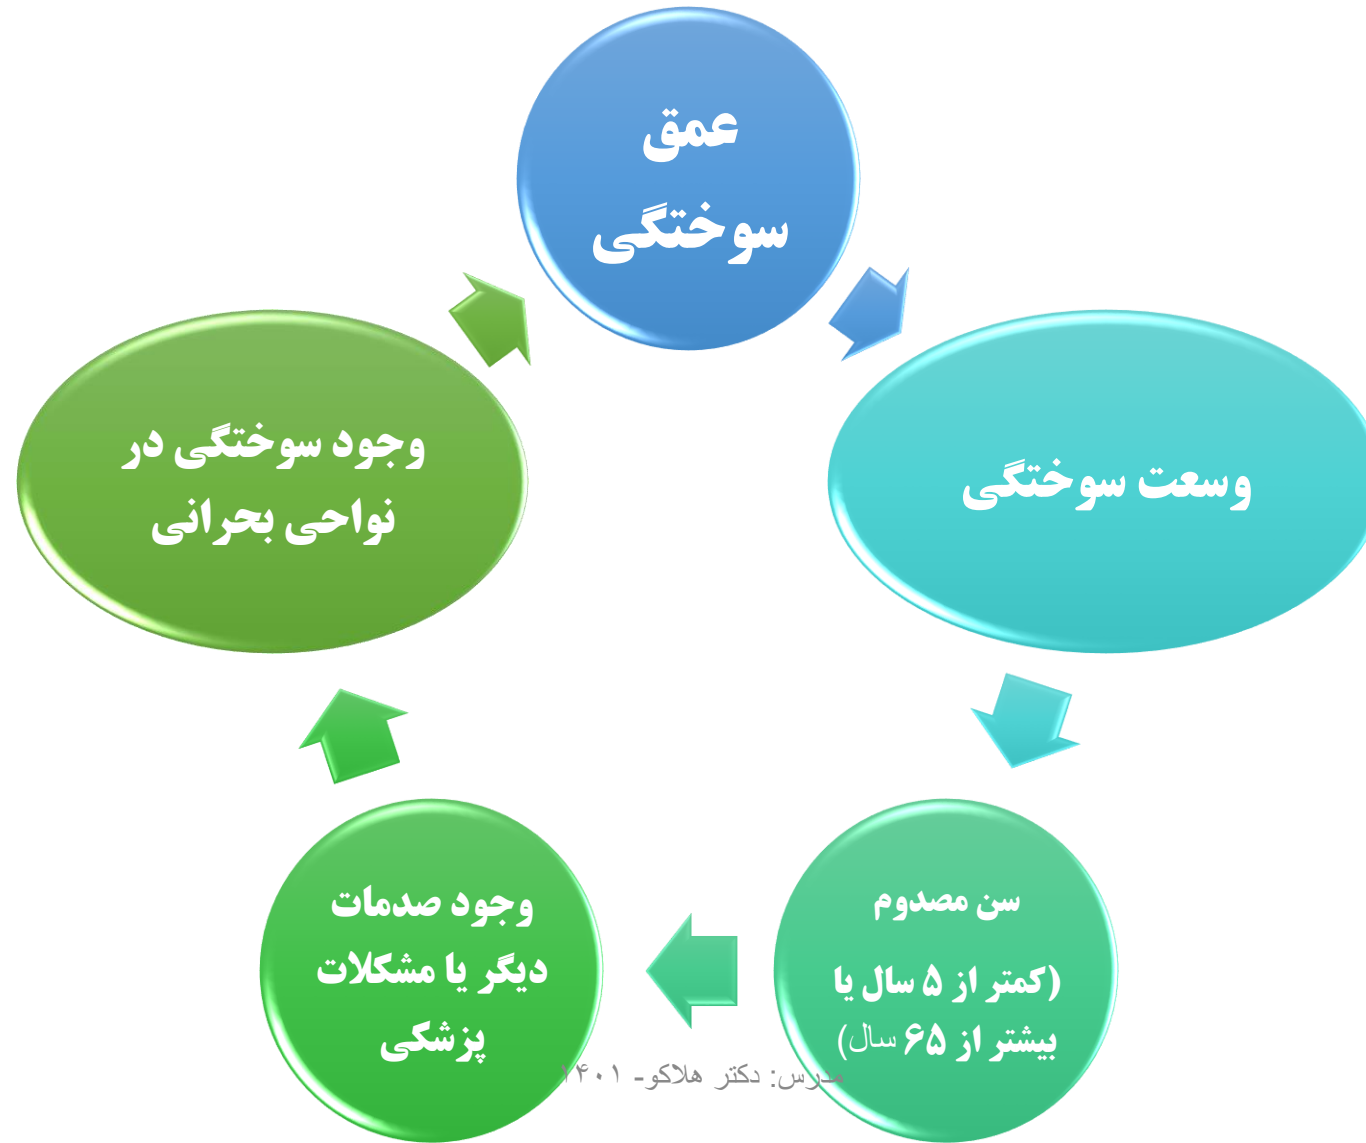 عمق
سوختگی
وسعت سوختگی
سن مصدوم
(کمتر از ۵ سال یا
بیشتر از ۶۵ سال)
وجود صدمات
دیگر یا مشکلات
پزشکی
وجود سوختگی در
نواحی بحرانی
مدرس: دکتر هلاکو- ۱۴۰۱